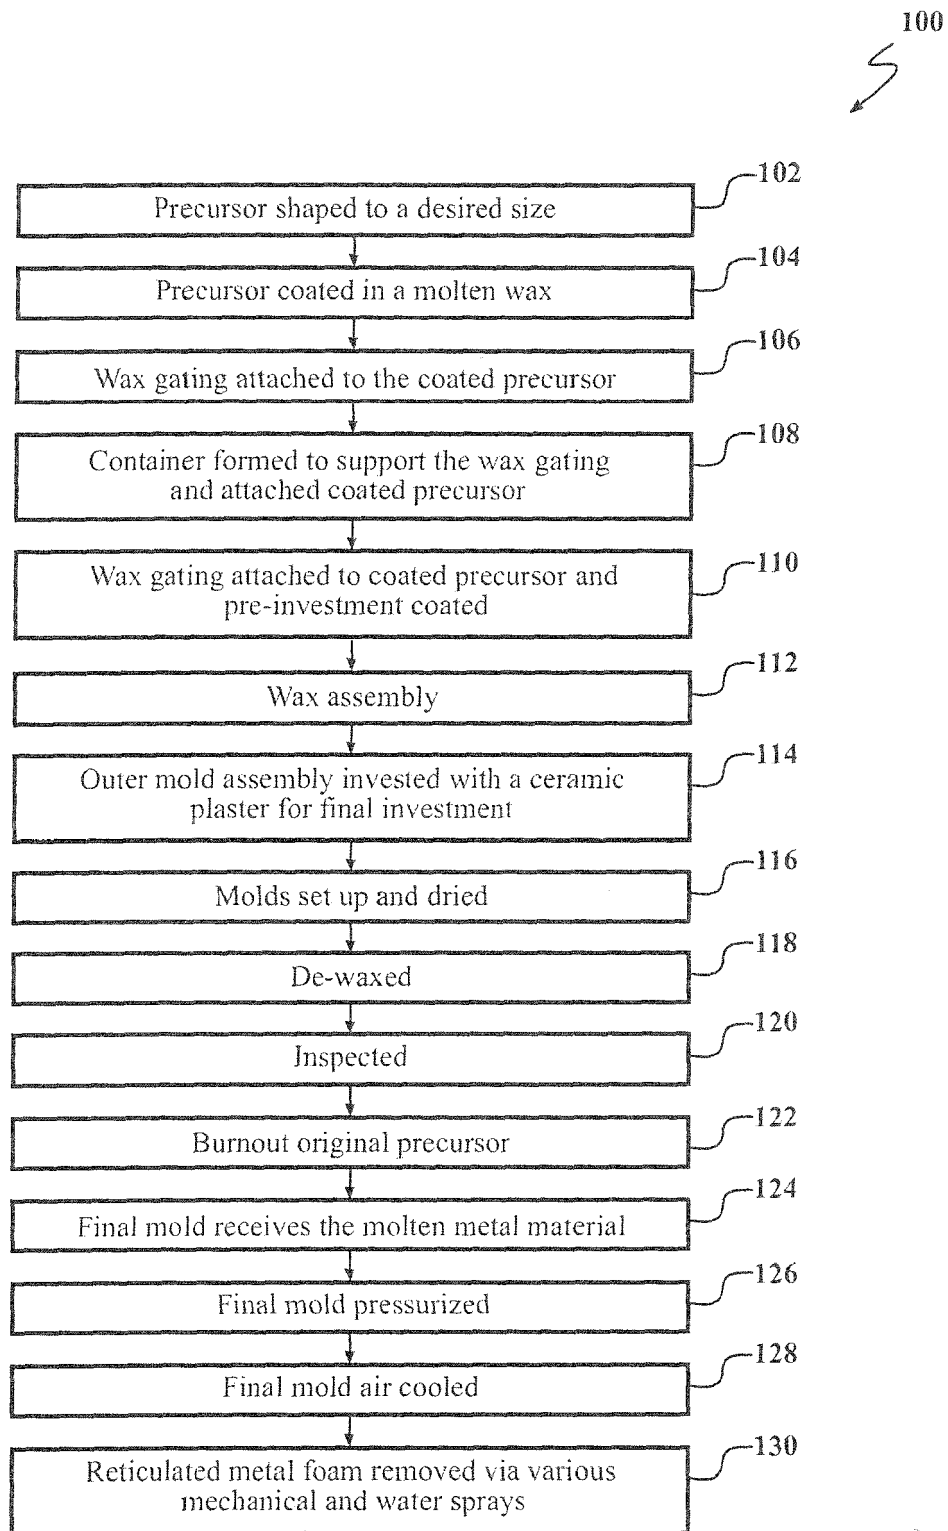 100
102
Precursor shaped to a desired size
104
Precursor coated in a molten wax
106
Wax gating attached to the coated precursor
108
Container formed to support the wax gating
and attached coated precursor
110
Wax gating attached to coated precursor and
pre-investment coated
112
Wax assembly
114
Outer mold assembly invested with a ceramic
plaster for final investment
116
Molds set up and dried
118
De-waxed
120
Inspected
122
Burnout original precursor
124
Final mold receives the molten metal material
126
Final mold pressurized
128
Final mold air cooled
130
Reticulated metal foam removed via various
mechanical and water sprays